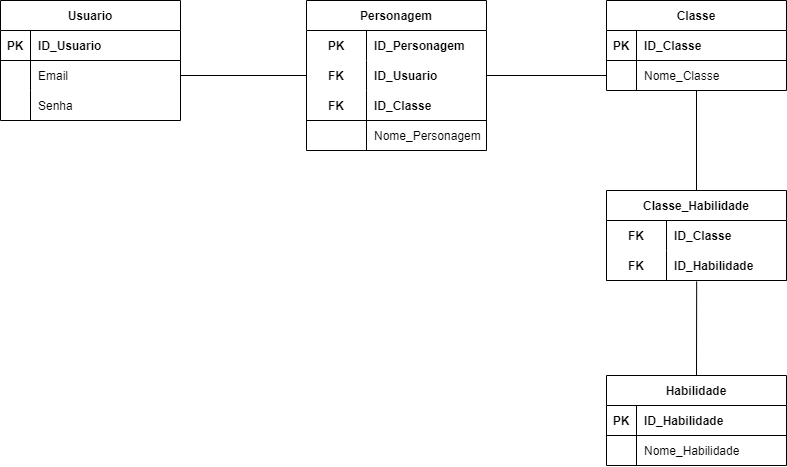 Usuario
PK ID_Usuario
Email
Senha
Personagem
PK ID_Personagem
FK ID_Usuario
FK ID_Classe
Nome_Personagem
Classe
PK ID_Classe
Nome_Classe
Classe_Habilidade
FK ID_Classe
FK ID_Habilidade
Habilidade
PK ID_Habilidade
Nome_Habilidade